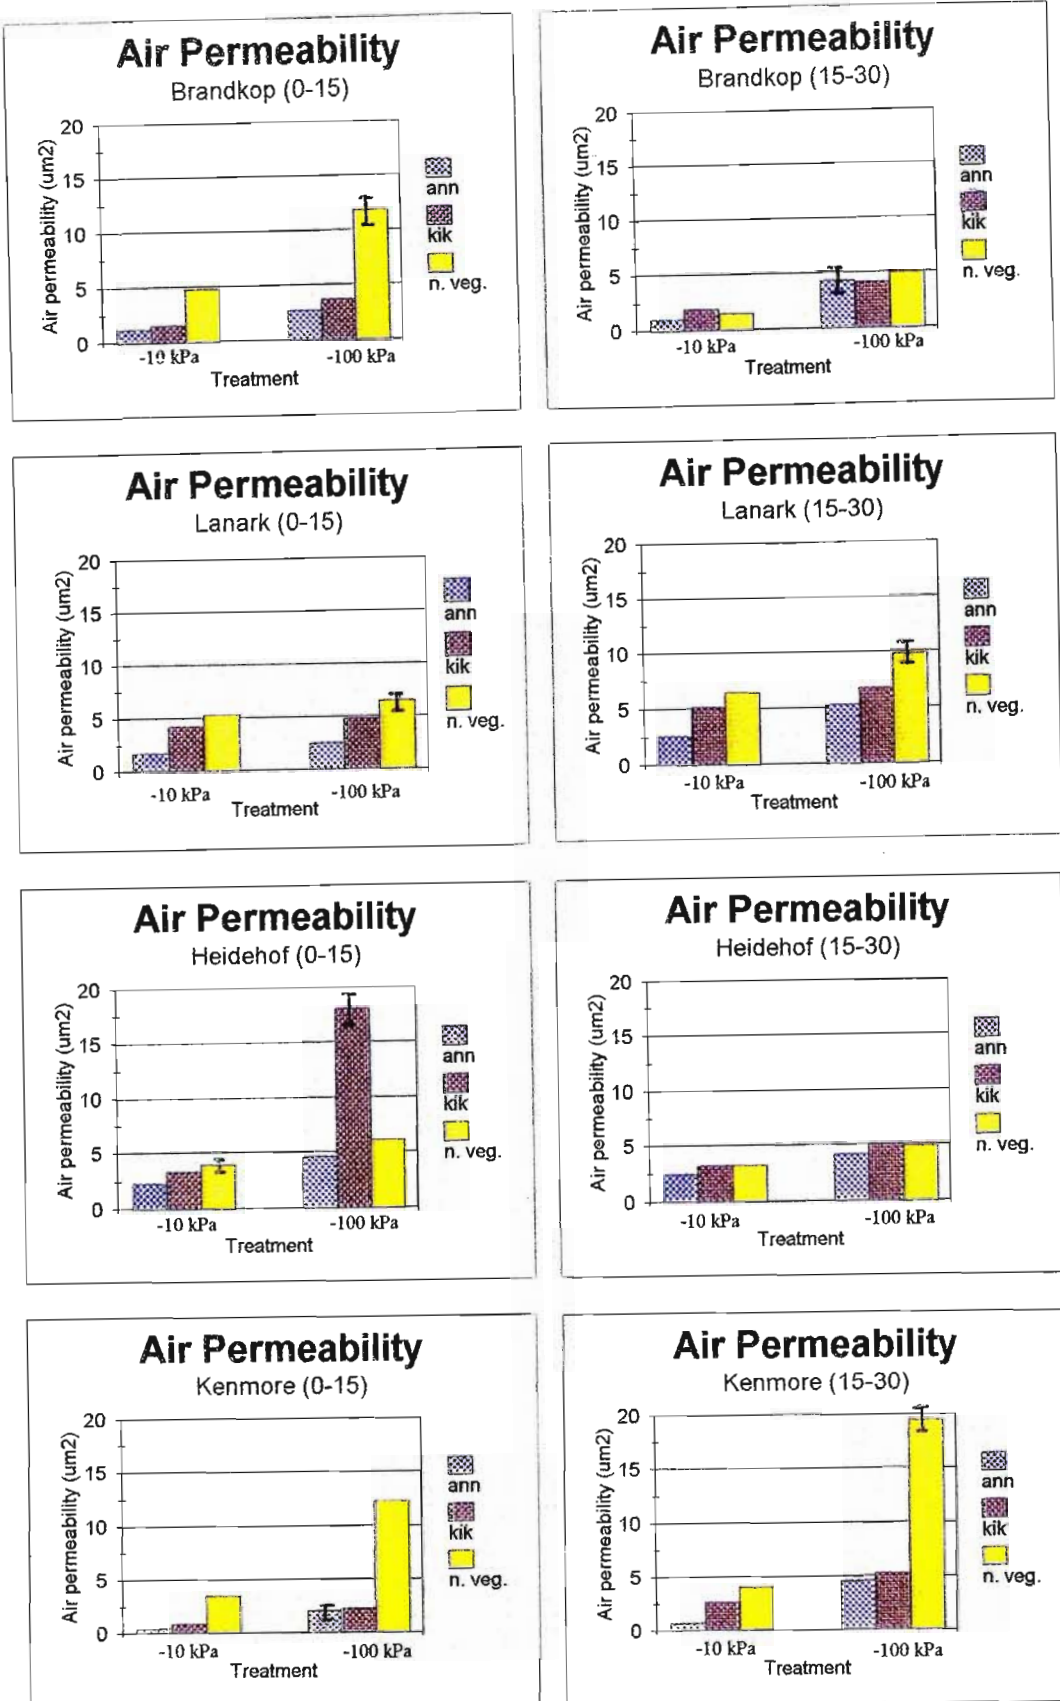 Air Permeability
Brandkop (0-15)
Air permeability (um2)
20
15
10
5
0
-10 kPa
-100 kPa
Treatment
ann
kik
n. veg.
Air Permeability
Brandkop (15-30)
Air permeability (um2)
20
15
10
5
0
-10 kPa
-100 kPa
Treatment
ann
kik
n. veg.
Air Permeability
Lanark (0-15)
Air permeability (um2)
20
15
10
5
0
-10 kPa
-100 kPa
Treatment
ann
kik
n. veg.
Air Permeability
Lanark (15-30)
Air permeability (um2)
20
15
10
5
0
-10 kPa
-100 kPa
Treatment
ann
kik
n. veg.
Air Permeability
Heidehof (0-15)
Air permeability (um2)
20
15
10
5
0
-10 kPa
-100 kPa
Treatment
ann
kik
n. veg.
Air Permeability
Heidehof (15-30)
Air permeability (um2)
20
15
10
5
0
-10 kPa
-100 kPa
Treatment
ann
kik
n. veg.
Air Permeability
Kenmore (0-15)
Air permeability (um2)
20
15
10
5
0
-10 kPa
-100 kPa
Treatment
ann
kik
n. veg.
Air Permeability
Kenmore (15-30)
Air permeability (um2)
20
15
10
5
0
-10 kPa
-100 kPa
Treatment
ann
kik
n. veg.